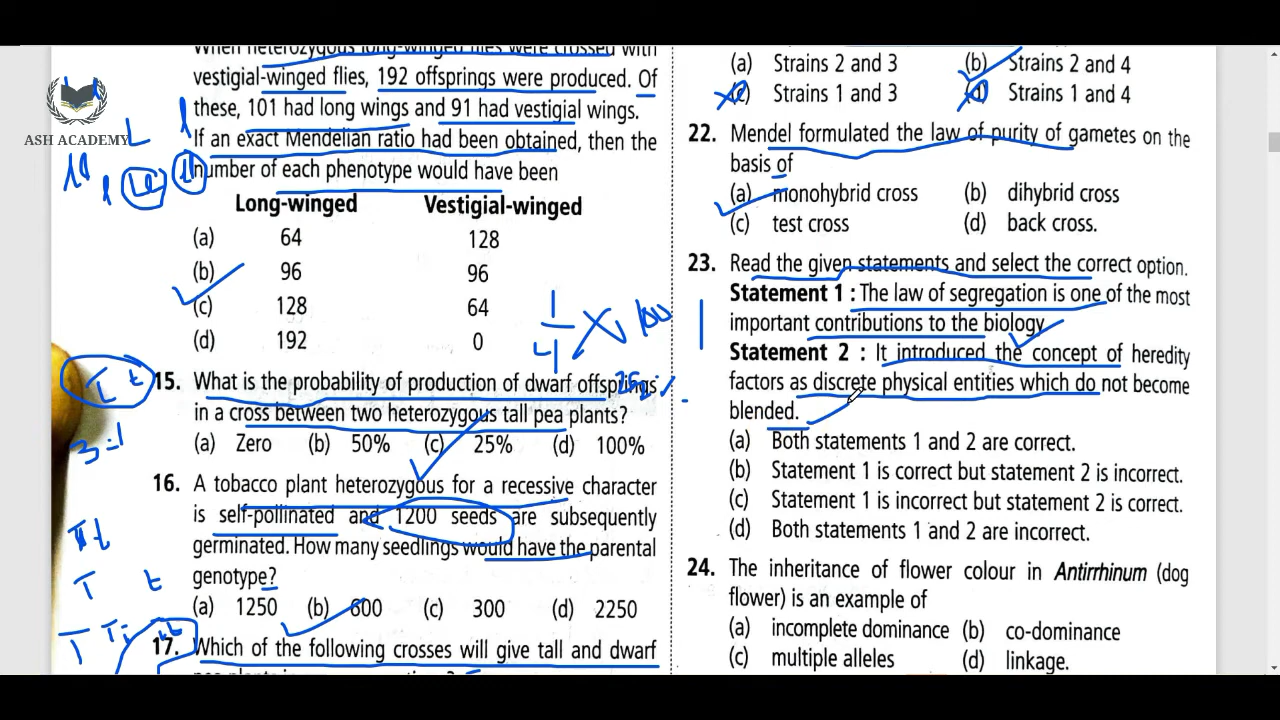 When heterozygous long-winged flies were crossed with
vestigial-winged flies, 192 offsprings were produced. Of
these, 101 had long wings and 91 had vestigial wings.
If an exact Mendelian ratio had been obtained, then the
number of each phenotype would have been
Long-winged Vestigial-winged
(a) 64 128
(b) 96 96
(c) 128 64
(d) 192 0
15. What is the probability of production of dwarf offsprings
in a cross between two heterozygous tall pea plants?
(a) Zero (b) 50% (c) 25% (d) 100%
16. A tobacco plant heterozygous for a recessive character
is self-pollinated and 1200 seeds are subsequently
germinated. How many seedlings would have the parental
genotype?
(a) 1250 (b) 600 (c) 300 (d) 2250
17. Which of the following crosses will give tall and dwarf
ASH ACADEMY
L l
ll
l Ll ll
1/4 × 100
25%
T t
3:1
Tt
T t
T
(a) Strains 2 and 3 (b) Strains 2 and 4
(c) Strains 1 and 3 (d) Strains 1 and 4
22. Mendel formulated the law of purity of gametes on the
basis of
(a) monohybrid cross (b) dihybrid cross
(c) test cross (d) back cross.
23. Read the given statements and select the correct option.
Statement 1 : The law of segregation is one of the most
important contributions to the biology
Statement 2 : It introduced the concept of heredity
factors as discrete physical entities which do not become
blended.
(a) Both statements 1 and 2 are correct.
(b) Statement 1 is correct but statement 2 is incorrect.
(c) Statement 1 is incorrect but statement 2 is correct.
(d) Both statements 1 and 2 are incorrect.
24. The inheritance of flower colour in Antirrhinum (dog
flower) is an example of
(a) incomplete dominance (b) co-dominance
(c) multiple alleles (d) linkage.